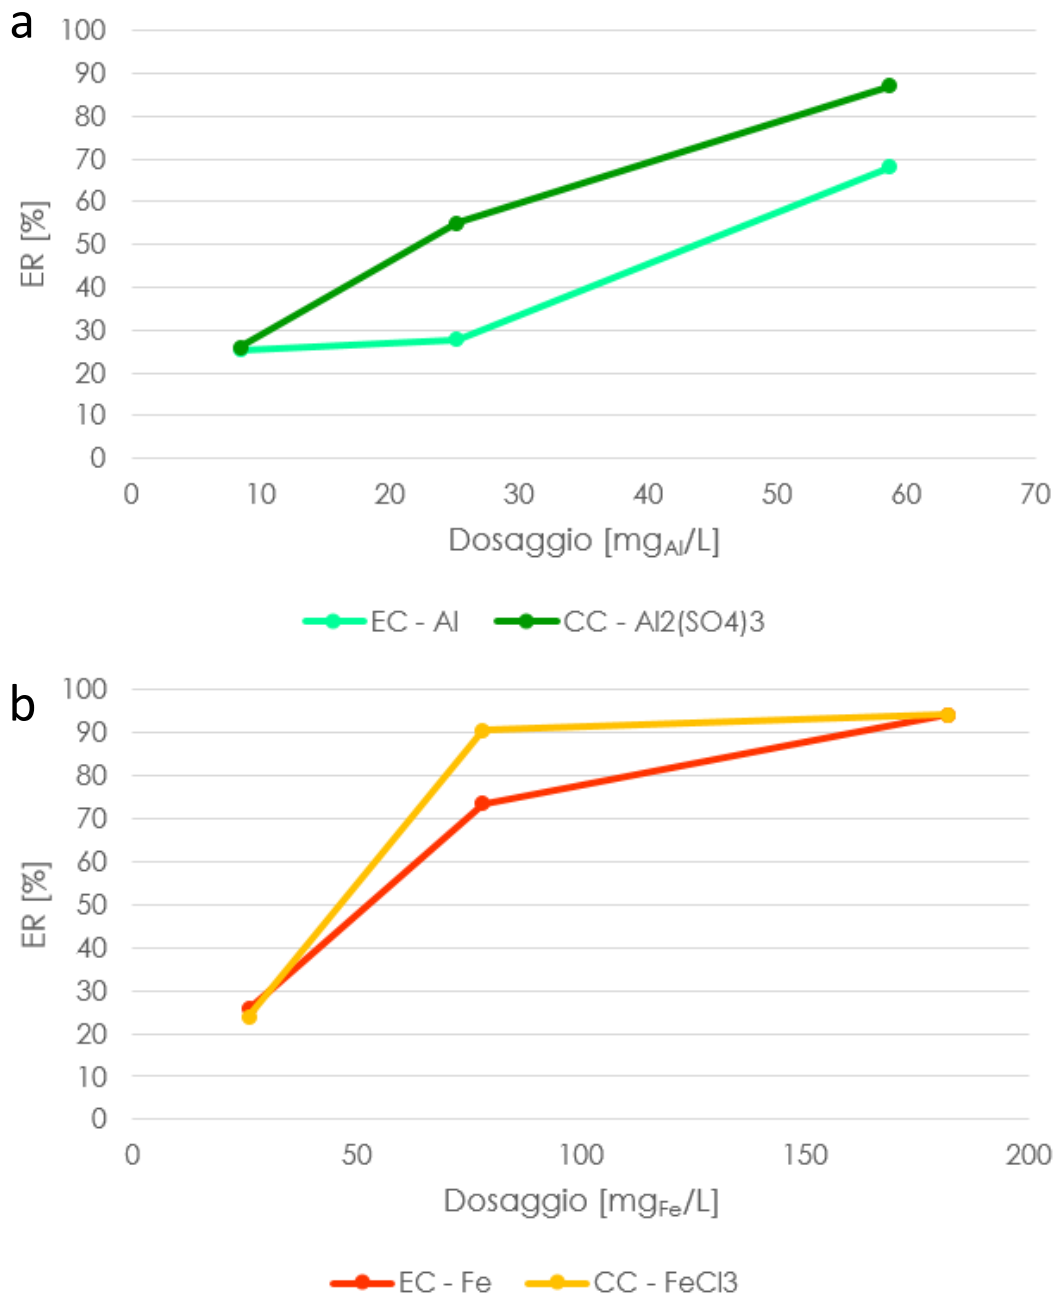 a
100
90
80
70
60
50
40
30
20
10
0
ER [%]
0 10 20 30 40 50 60 70
Dosaggio [mgAl/L]
EC - Al CC - Al2(SO4)3
b
100
90
80
70
60
50
40
30
20
10
0
ER [%]
0 50 100 150 200
Dosaggio [mgFe/L]
EC - Fe CC - FeCl3